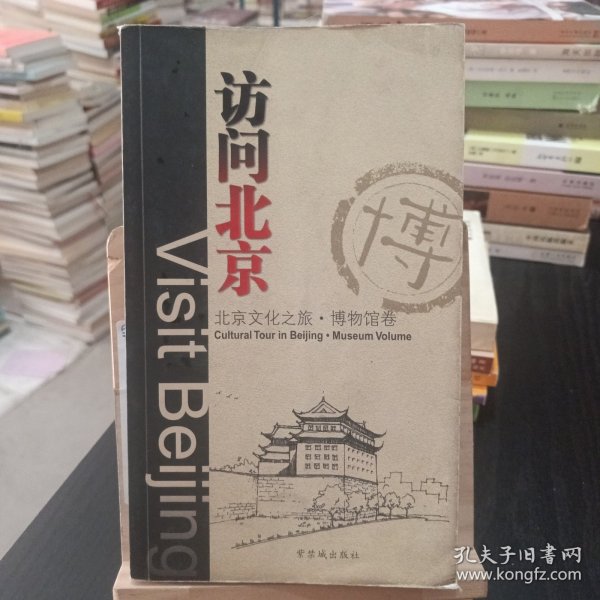 访问北京
Visit Beijing
博
北京文化之旅·博物馆卷
Cultural Tour in Beijing • Museum Volume
紫禁城出版社
孔夫子旧书网
www.kongfz.com